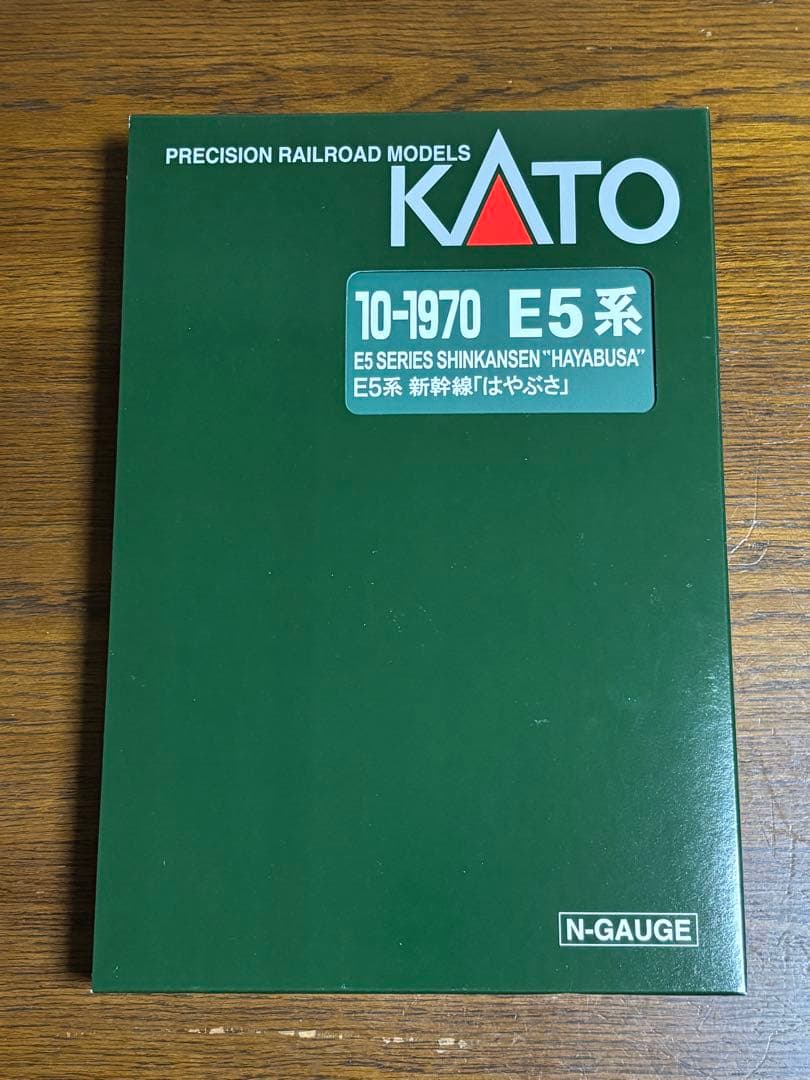 PRECISION RAILROAD MODELS
KATO
10-1970 E5系
E5 SERIES SHINKANSEN "HAYABUSA"
E5系 新幹線「はやぶさ」
N-GAUGE